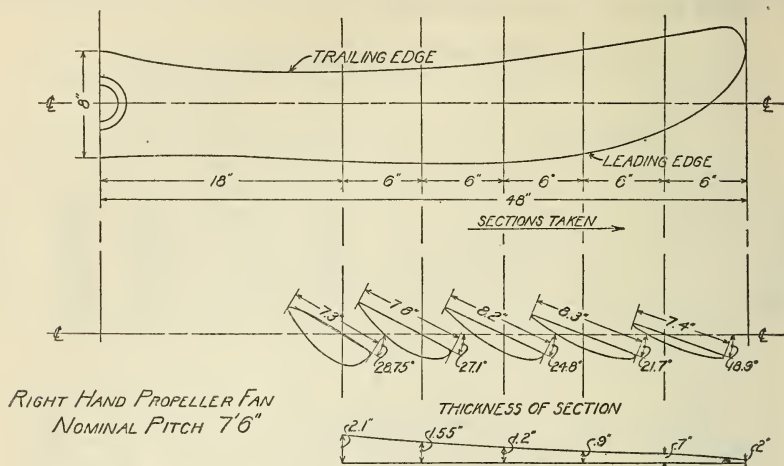 TRAILING EDGE
8"
LEADING EDGE
18" 6" 6" 6" 6" 6"
48"
SECTIONS TAKEN
7.3" 7.8" 8.2" 8.3" 7.4"
28.75° 27.1° 24.8° 21.7° 18.9°
RIGHT HAND PROPELLER FAN
NOMINAL PITCH 7'6"
THICKNESS OF SECTION
2.1" 1.55" 1.2" .9" .7" .2"